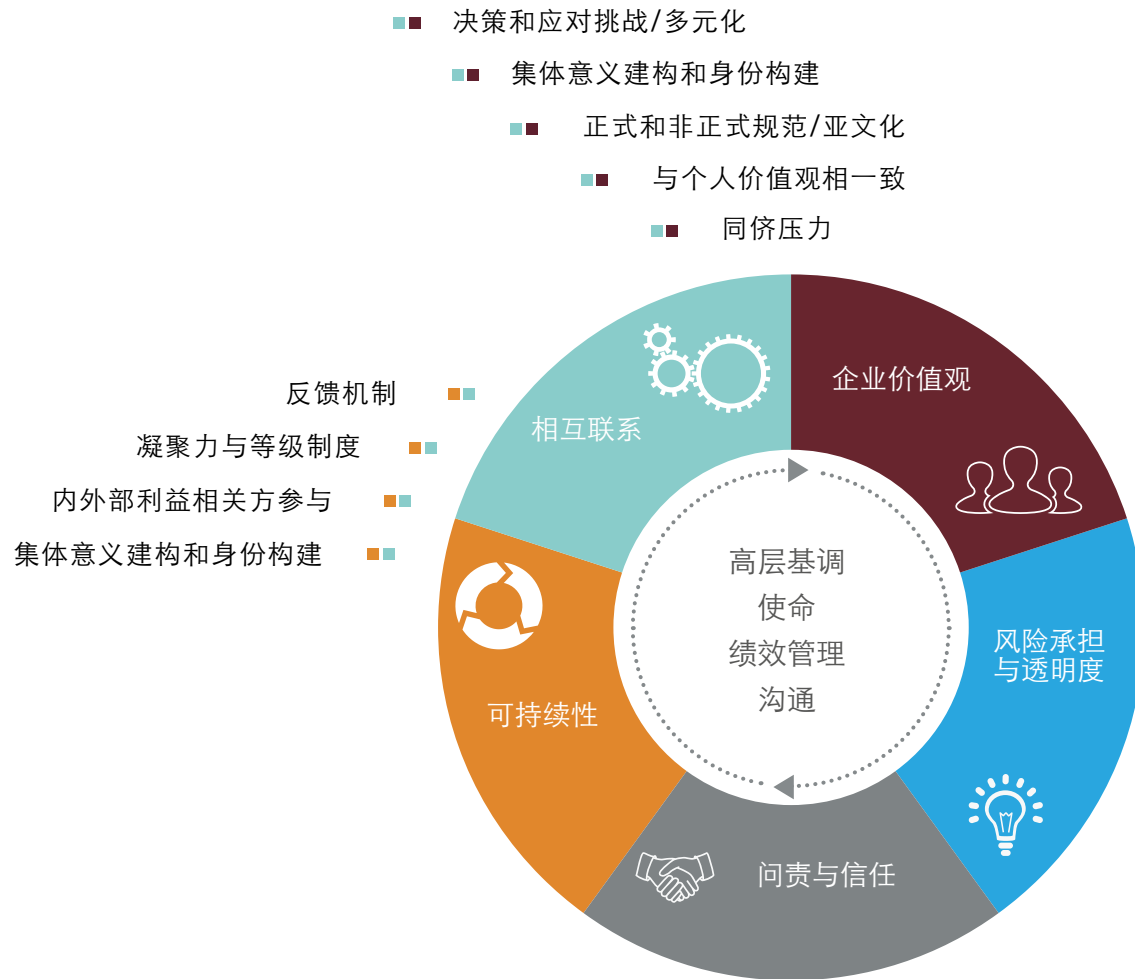 决策和应对挑战/多元化
集体意义建构和身份构建
正式和非正式规范/亚文化
与个人价值观相一致
同侪压力
企业价值观
反馈机制
相互联系
凝聚力与等级制度
内外部利益相关方参与
集体意义建构和身份构建
高层基调
使命
绩效管理
沟通
风险承担
与透明度
可持续性
问责与信任